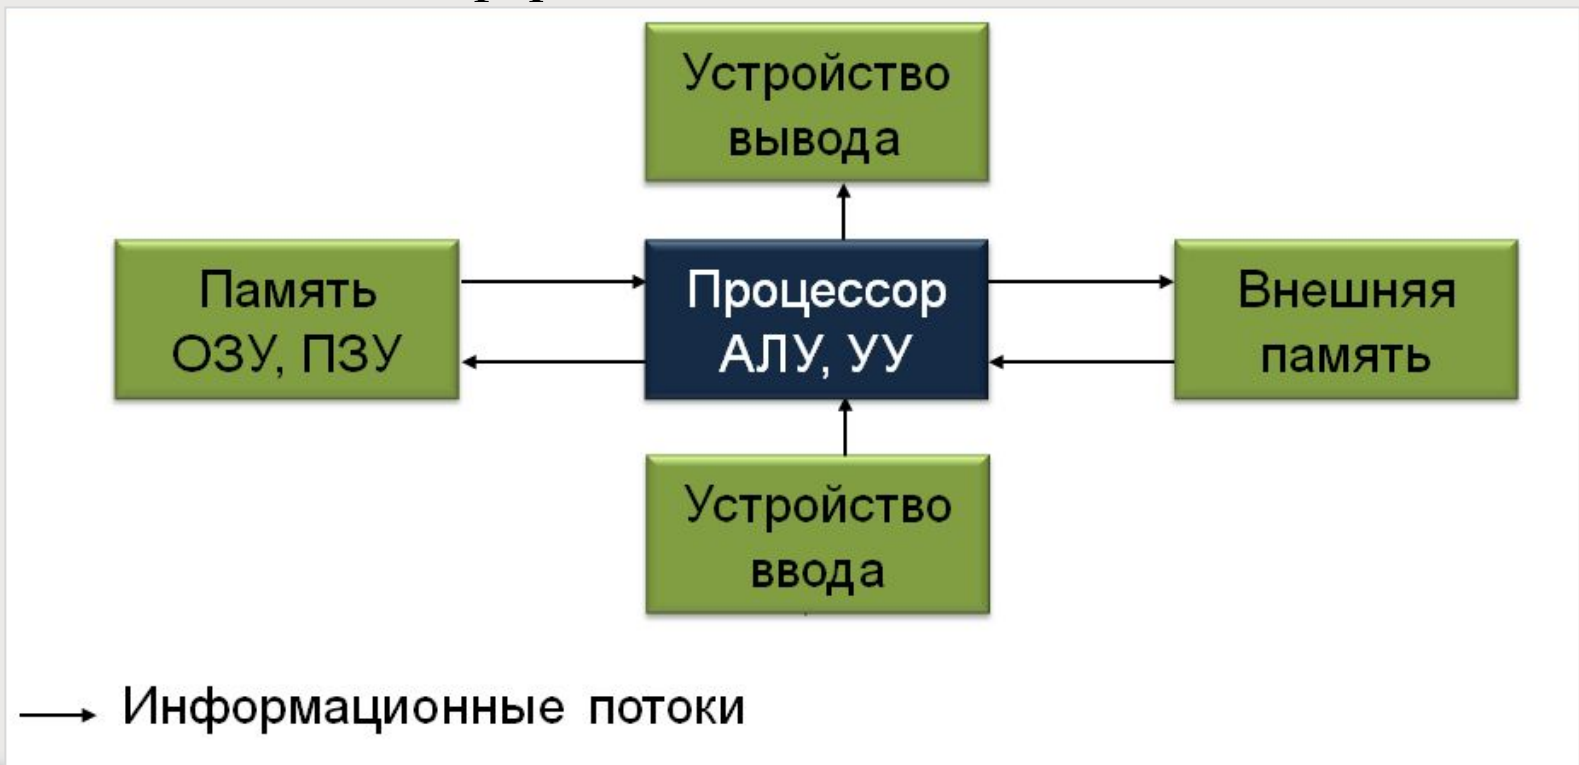 Устройство
вывода
Память
ОЗУ, ПЗУ
Процессор
АЛУ, УУ
Внешняя
память
Устройство
ввода
Информационные потоки